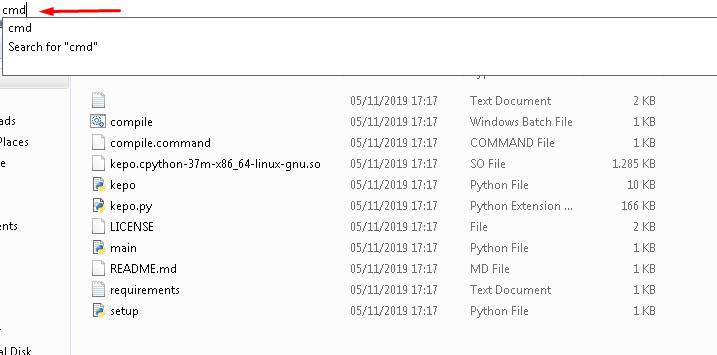 cmd
cmd
Search for "cmd"
05/11/2019 17:17 Text Document 2 KB
compile 05/11/2019 17:17 Windows Batch File 1 KB
compile.command 05/11/2019 17:17 COMMAND File 1 KB
kepo.cpython-37m-x86_64-linux-gnu.so 05/11/2019 17:17 SO File 1.285 KB
kepo 05/11/2019 17:17 Python File 10 KB
kepo.py 05/11/2019 17:17 Python Extension ... 166 KB
LICENSE 05/11/2019 17:17 File 2 KB
main 05/11/2019 17:17 Python File 1 KB
README.md 05/11/2019 17:17 MD File 1 KB
requirements 05/11/2019 17:17 Text Document 1 KB
setup 05/11/2019 17:17 Python File 1 KB
ads
Places
e
ents
al Disk